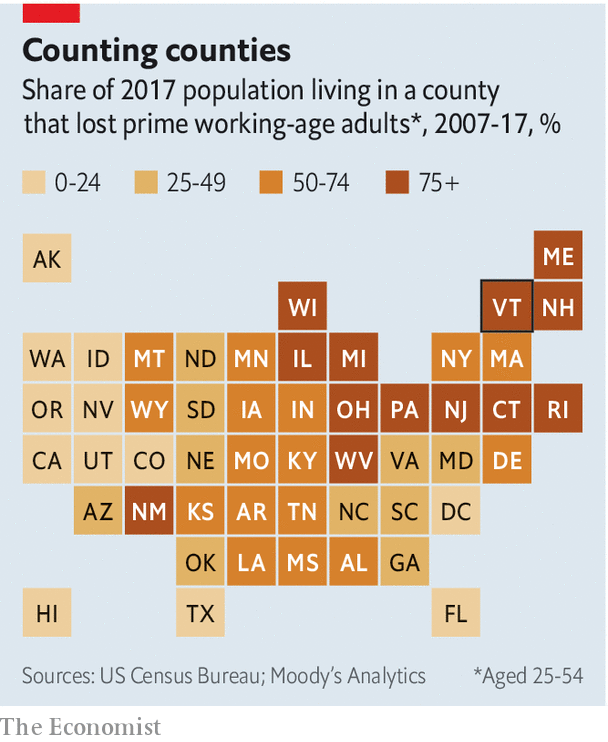 Counting counties
Share of 2017 population living in a county
that lost prime working-age adults*, 2007-17, %
0-24 25-49 50-74 75+
AK ME
WI VT NH
WA ID MT ND MN IL MI NY MA
OR NV WY SD IA IN OH PA NJ CT RI
CA UT CO NE MO KY WV VA MD DE
AZ NM KS AR TN NC SC DC
OK LA MS AL GA
HI TX FL
Sources: US Census Bureau; Moody's Analytics *Aged 25-54
The Economist